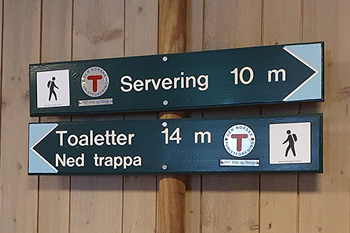 Servering 10 m
T
Toaletter 14 m
Ned trappa
T